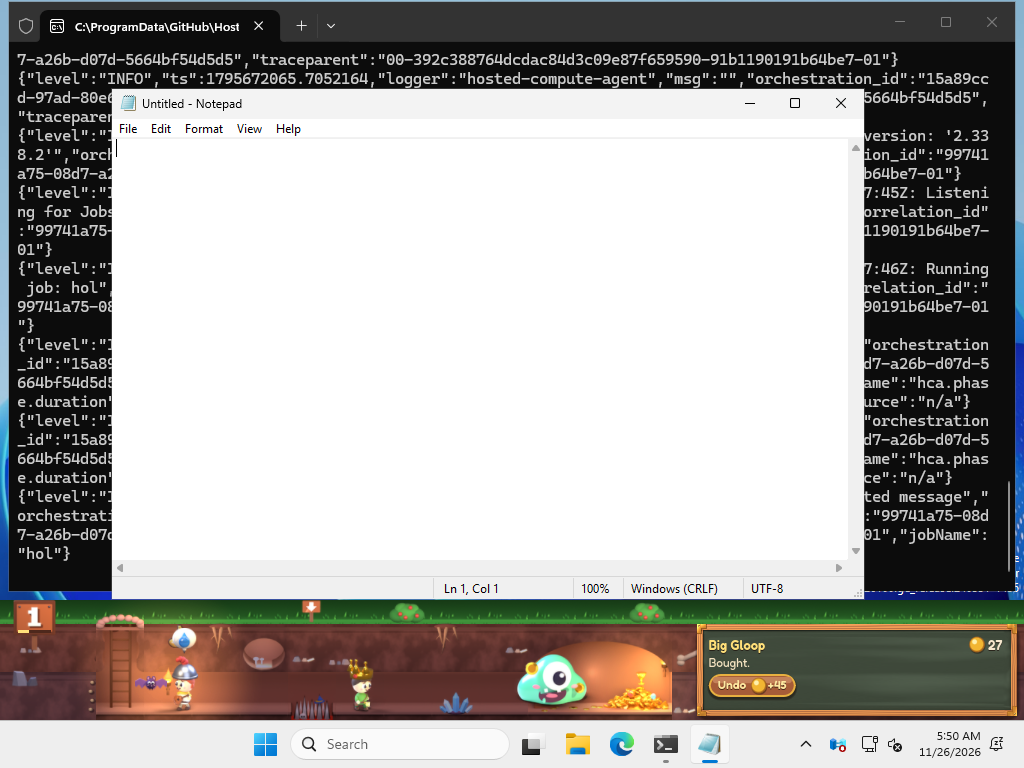 C:\ProgramData\GitHub\Host
7-a26b-d07d-5664bf54d5d5","traceparent":"00-392c388764dcdac84d3c09e87f659590-91b1190191b64be7-01"}
{"level":"INFO","ts":1795672065.7052164,"logger":"hosted-compute-agent","msg":"","orchestration_id":"15a89cc
d-97ad-80e6 5664bf54d5d5",
"traceparen
Untitled - Notepad
File Edit Format View Help
{"level":"I version: '2.33
8.2'","orch ion_id":"99741
a75-08d7-a2 b64be7-01"}
{"level":"I 7:45Z: Listeni
ng for Jobs orrelation_id"
:"99741a75- 1190191b64be7-
01"}
{"level":"I 7:46Z: Running
job: hol", relation_id":"
99741a75-08 90191b64be7-01
"}
{"level":"I "orchestration
_id":"15a89 d7-a26b-d07d-5
664bf54d5d5 ame":"hca.phas
e.duration" urce":"n/a"}
{"level":"I "orchestration
_id":"15a89 d7-a26b-d07d-5
664bf54d5d5 ame":"hca.phas
e.duration" ce":"n/a"}
{"level":"I ted message","
orchestrati :"99741a75-08d
7-a26b-d07d 01","jobName":
"hol"}
Ln 1, Col 1 100% Windows (CRLF) UTF-8
1
Big Gloop 27
Bought.
Undo +45
Search
5:50 AM
11/26/2026